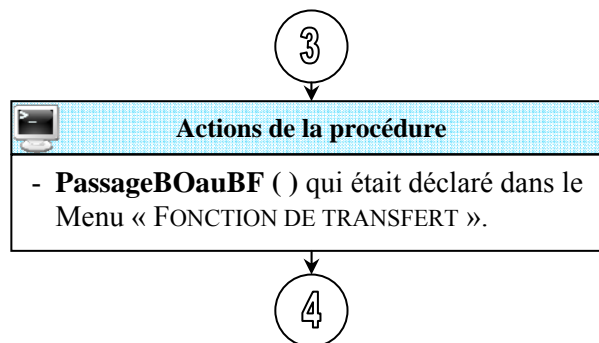 3
Actions de la procédure
- PassageBOauBF ( ) qui était déclaré dans le
Menu « FONCTION DE TRANSFERT ».
4